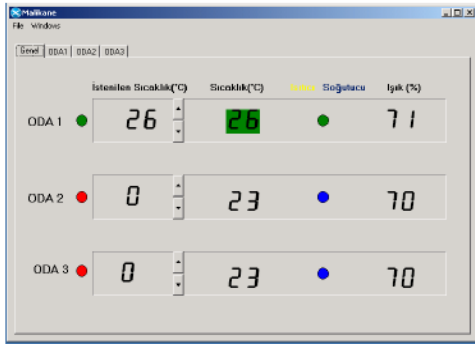 Malikane
File Windows
Genel ODA1 ODA2 ODA3
İstenilen Sıcaklık(°C) Sıcaklık(°C) Soğutucu Işık (%)
ODA 1 26 26 71
ODA 2 0 23 70
ODA 3 0 23 70